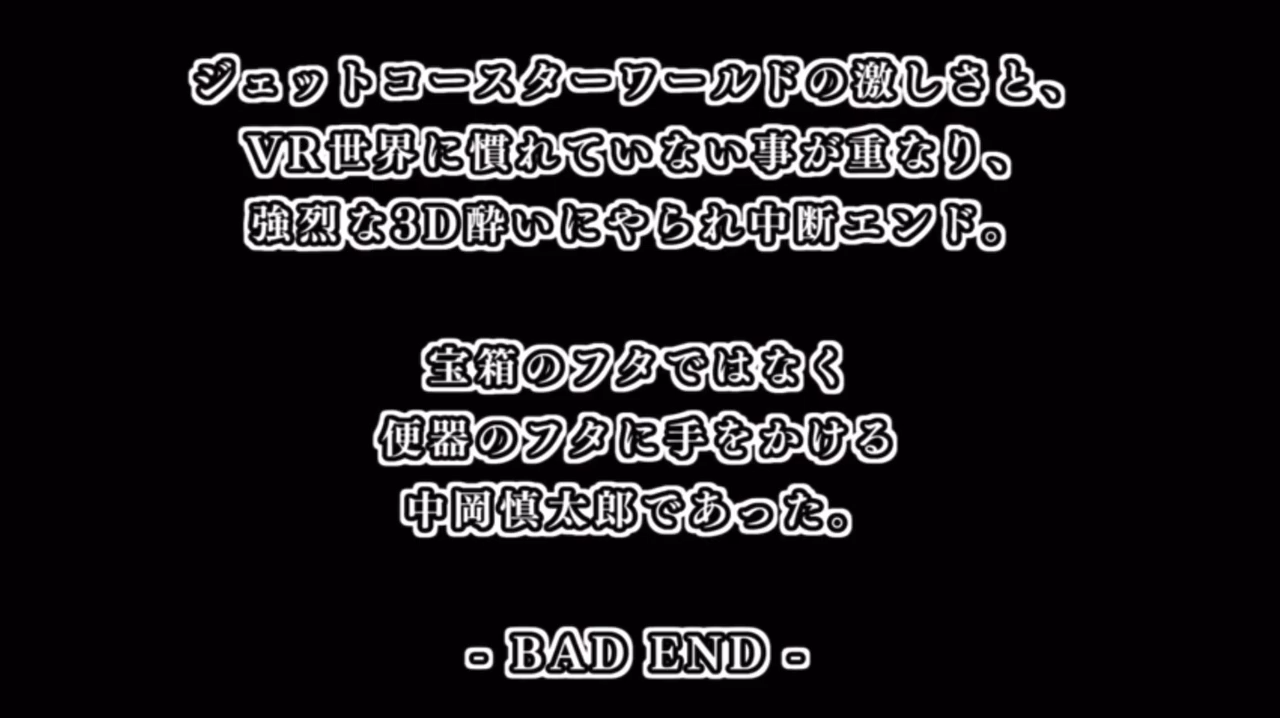 ジェットコースターワールドの激しさと、
VR世界に慣れていない事が重なり、
強烈な3D酔いにやられ中断エンド。
宝箱のフタではなく
便器のフタに手をかける
中岡慎太郎であった。
- BAD END -